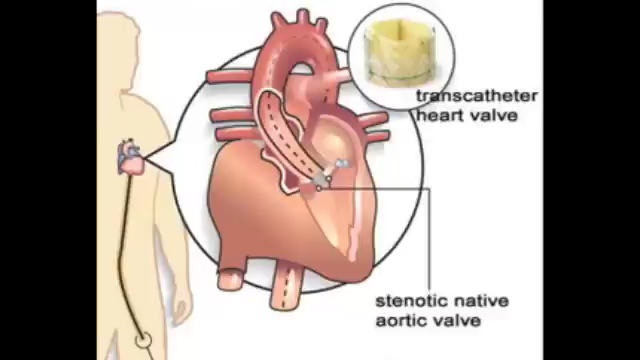 transcatheter
heart valve
stenotic native
aortic valve